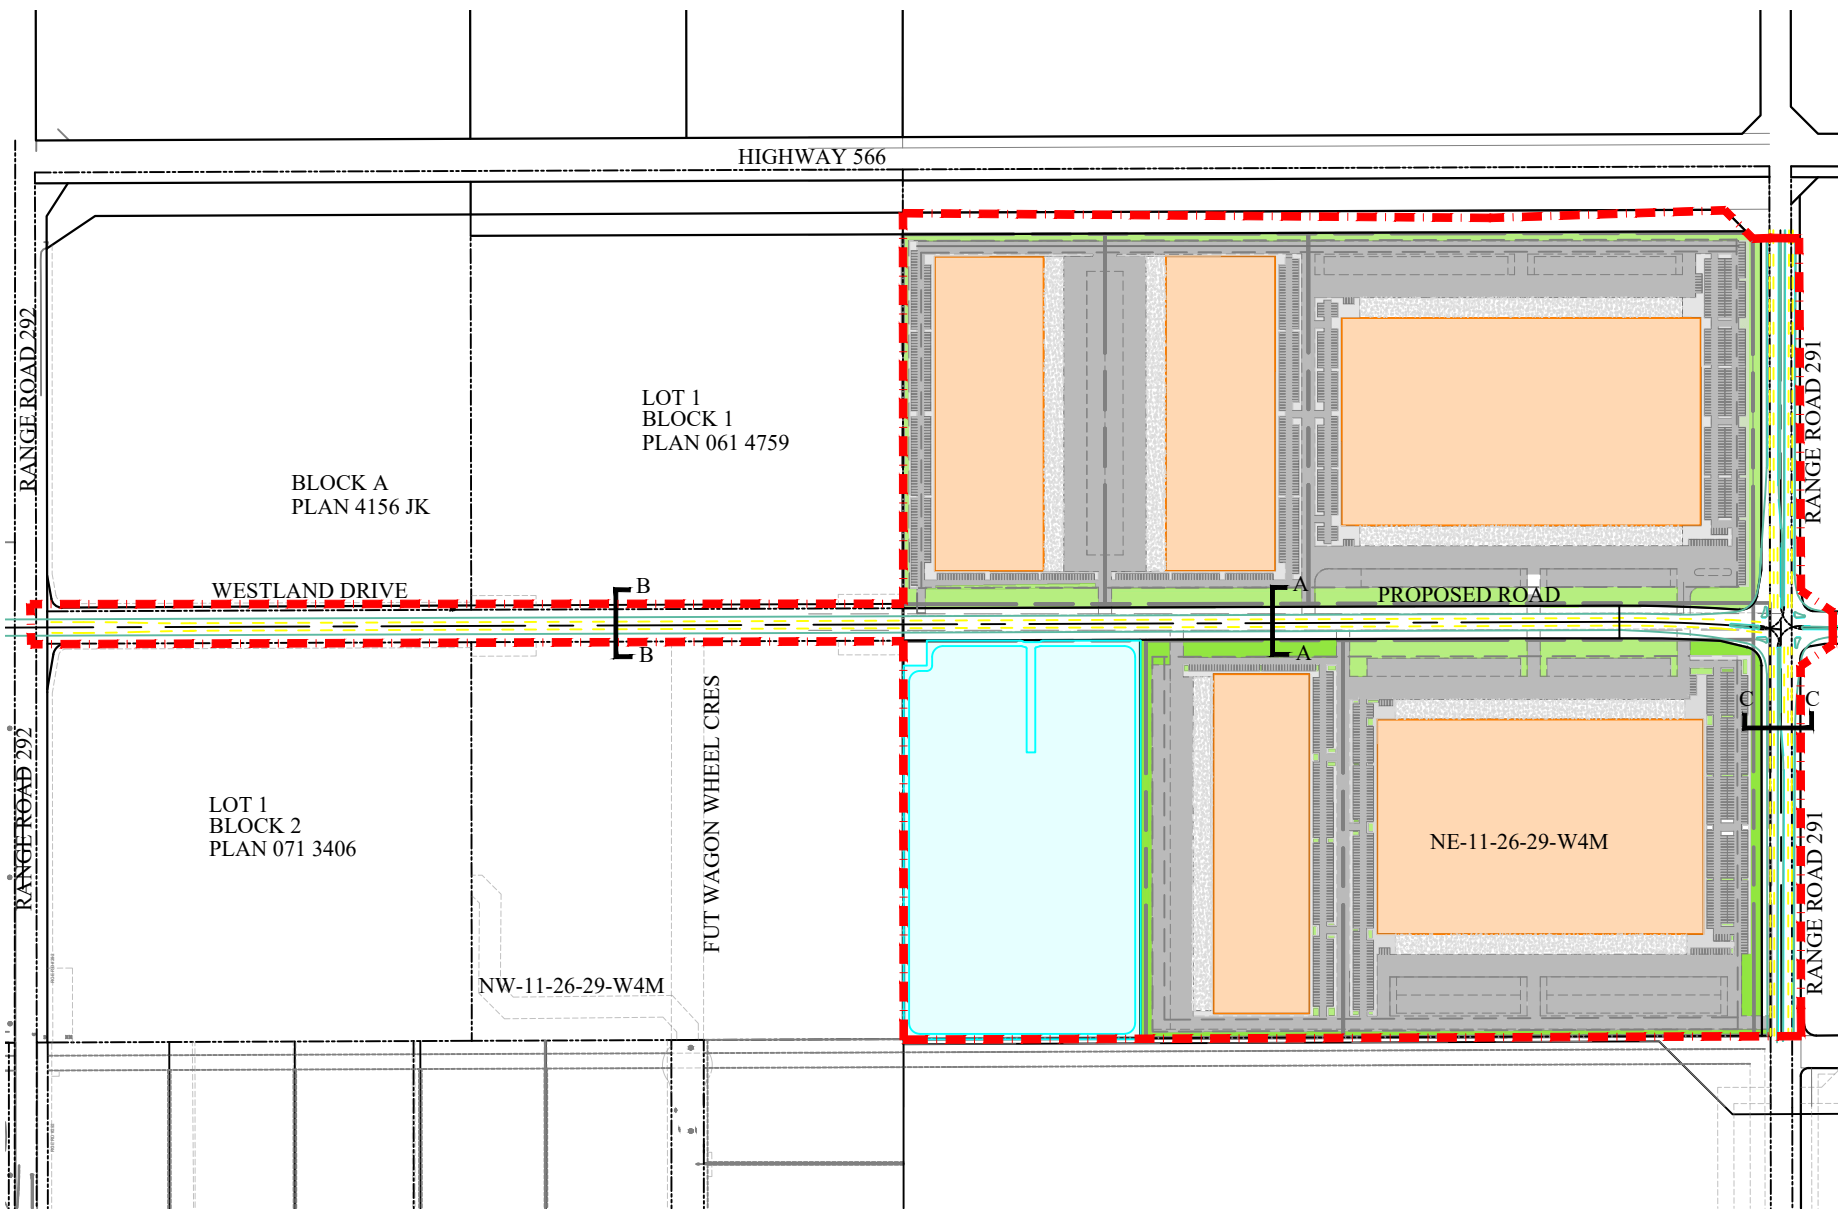 HIGHWAY 566
RANGE ROAD 292
RANGE ROAD 291
LOT 1
BLOCK 1
PLAN 061 4759
BLOCK A
PLAN 4156 JK
WESTLAND DRIVE
B
A
PROPOSED ROAD
B
A
C
C
FUT WAGON WHEEL CRES
RANGE ROAD 292
LOT 1
BLOCK 2
PLAN 071 3406
NE-11-26-29-W4M
RANGE ROAD 291
NW-11-26-29-W4M